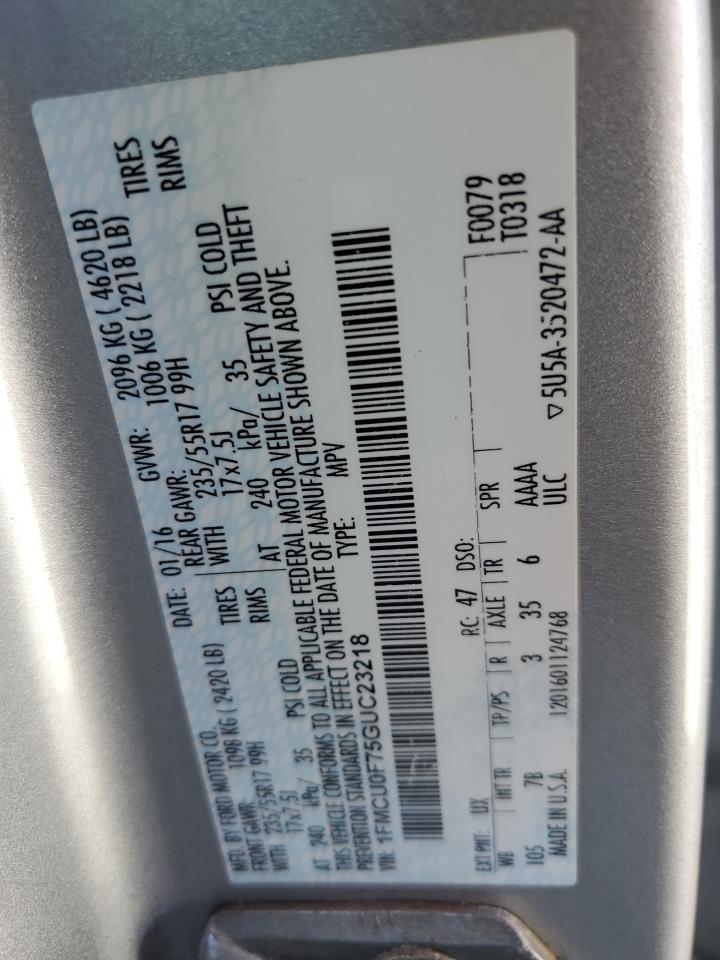 MFD. BY FORD MOTOR CO.
DATE: 01/16 GVWR: 2096 KG ( 4620 LB)
FRONT GAWR: 1098 KG ( 2420 LB) REAR GAWR: 1006 KG ( 2218 LB)
WITH 235/55R17 99H TIRES WITH 235/55R17 99H TIRES
17x7.5J RIMS 17x7.5J RIMS
AT 240 kPa/ 35 PSI COLD AT 240 kPa/ 35 PSI COLD
THIS VEHICLE CONFORMS TO ALL APPLICABLE FEDERAL MOTOR VEHICLE SAFETY AND THEFT
PREVENTION STANDARDS IN EFFECT ON THE DATE OF MANUFACTURE SHOWN ABOVE.
VIN: 1FMCU0F75GUC23218 TYPE: MPV
F0079
EXT PNT: UX RC: 47 DSO: T0318
WB INT TR TP/PS R AXLE TR SPR
105 7B 3 35 6 AAAA
ULC
MADE IN U.S.A. 1201601124768 ▽5U5A-3520472-AA